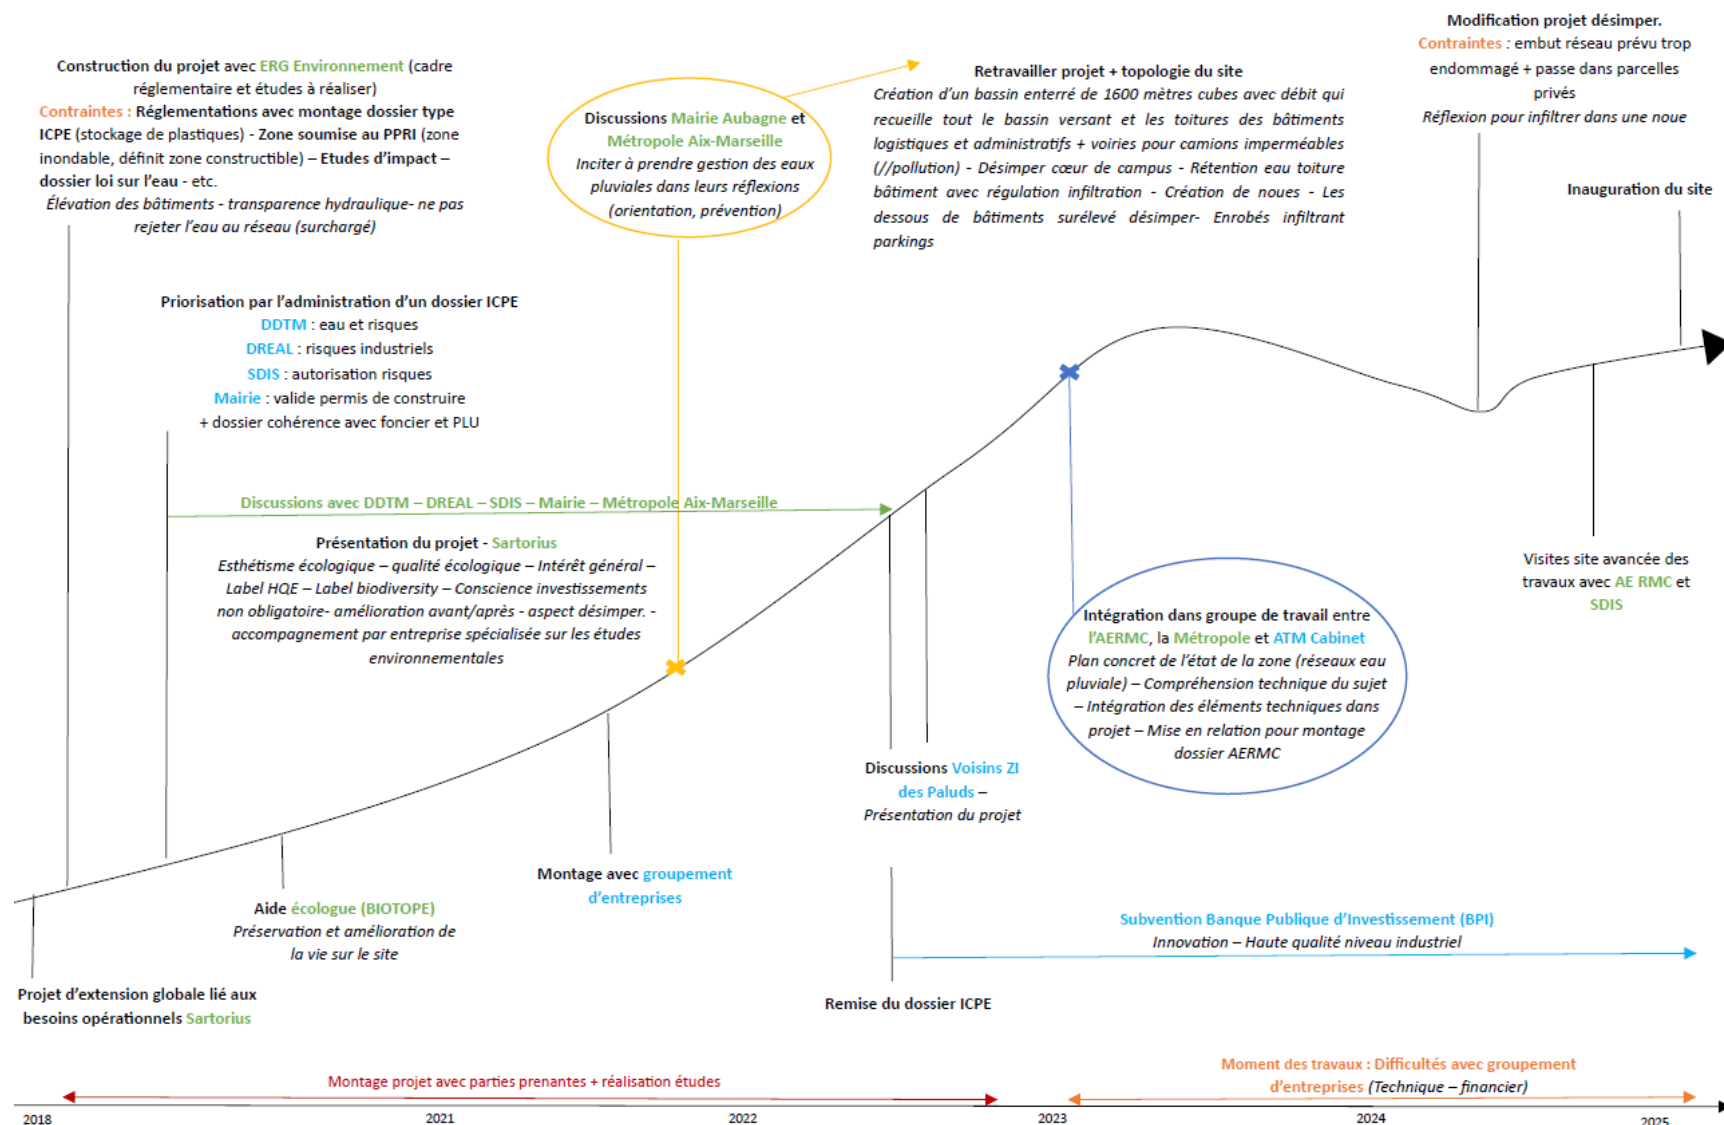 Construction du projet avec ERG Environnement (cadre
réglementaire et études à réaliser)
Contraintes : Réglementations avec montage dossier type
ICPE (stockage de plastiques) - Zone soumise au PPRI (zone
inondable, définit zone constructible) – Etudes d'impact –
dossier loi sur l'eau - etc.
Élévation des bâtiments - transparence hydraulique- ne pas
rejeter l'eau au réseau (surchargé)
Discussions Mairie Aubagne et
Métropole Aix-Marseille
Inciter à prendre gestion des eaux
pluviales dans leurs réflexions
(orientation, prévention)
Retravailler projet + topologie du site
Création d'un bassin enterré de 1600 mètres cubes avec débit qui
recueille tout le bassin versant et les toitures des bâtiments
logistiques et administratifs + voiries pour camions imperméables
(//pollution) - Désimper cœur de campus - Rétention eau toiture
bâtiment avec régulation infiltration - Création de noues - Les
dessous de bâtiments surélevé désimper- Enrobés infiltrant
parkings
Modification projet désimper.
Contraintes : embut réseau prévu trop
endommagé + passe dans parcelles
privés
Réflexion pour infiltrer dans une noue
Inauguration du site
Priorisation par l'administration d'un dossier ICPE
DDTM : eau et risques
DREAL : risques industriels
SDIS : autorisation risques
Mairie : valide permis de construire
+ dossier cohérence avec foncier et PLU
Discussions avec DDTM – DREAL – SDIS – Mairie – Métropole Aix-Marseille
Présentation du projet - Sartorius
Esthétisme écologique – qualité écologique – Intérêt général –
Label HQE – Label biodiversity – Conscience investissements
non obligatoire- amélioration avant/après - aspect désimper. -
accompagnement par entreprise spécialisée sur les études
environnementales
Visites site avancée des
travaux avec AE RMC et
SDIS
Intégration dans groupe de travail entre
l'AERMC, la Métropole et ATM Cabinet
Plan concret de l'état de la zone (réseaux eau
pluviale) – Compréhension technique du sujet
– Intégration des éléments techniques dans
projet – Mise en relation pour montage
dossier AERMC
Discussions Voisins ZI
des Paluds –
Présentation du projet
Montage avec groupement
d'entreprises
Aide écologue (BIOTOPE)
Préservation et amélioration de
la vie sur le site
Subvention Banque Publique d'Investissement (BPI)
Innovation – Haute qualité niveau industriel
Projet d'extension globale lié aux
besoins opérationnels Sartorius
Remise du dossier ICPE
Montage projet avec parties prenantes + réalisation études
Moment des travaux : Difficultés avec groupement
d'entreprises (Technique – financier)
2018
2021
2022
2023
2024
2025